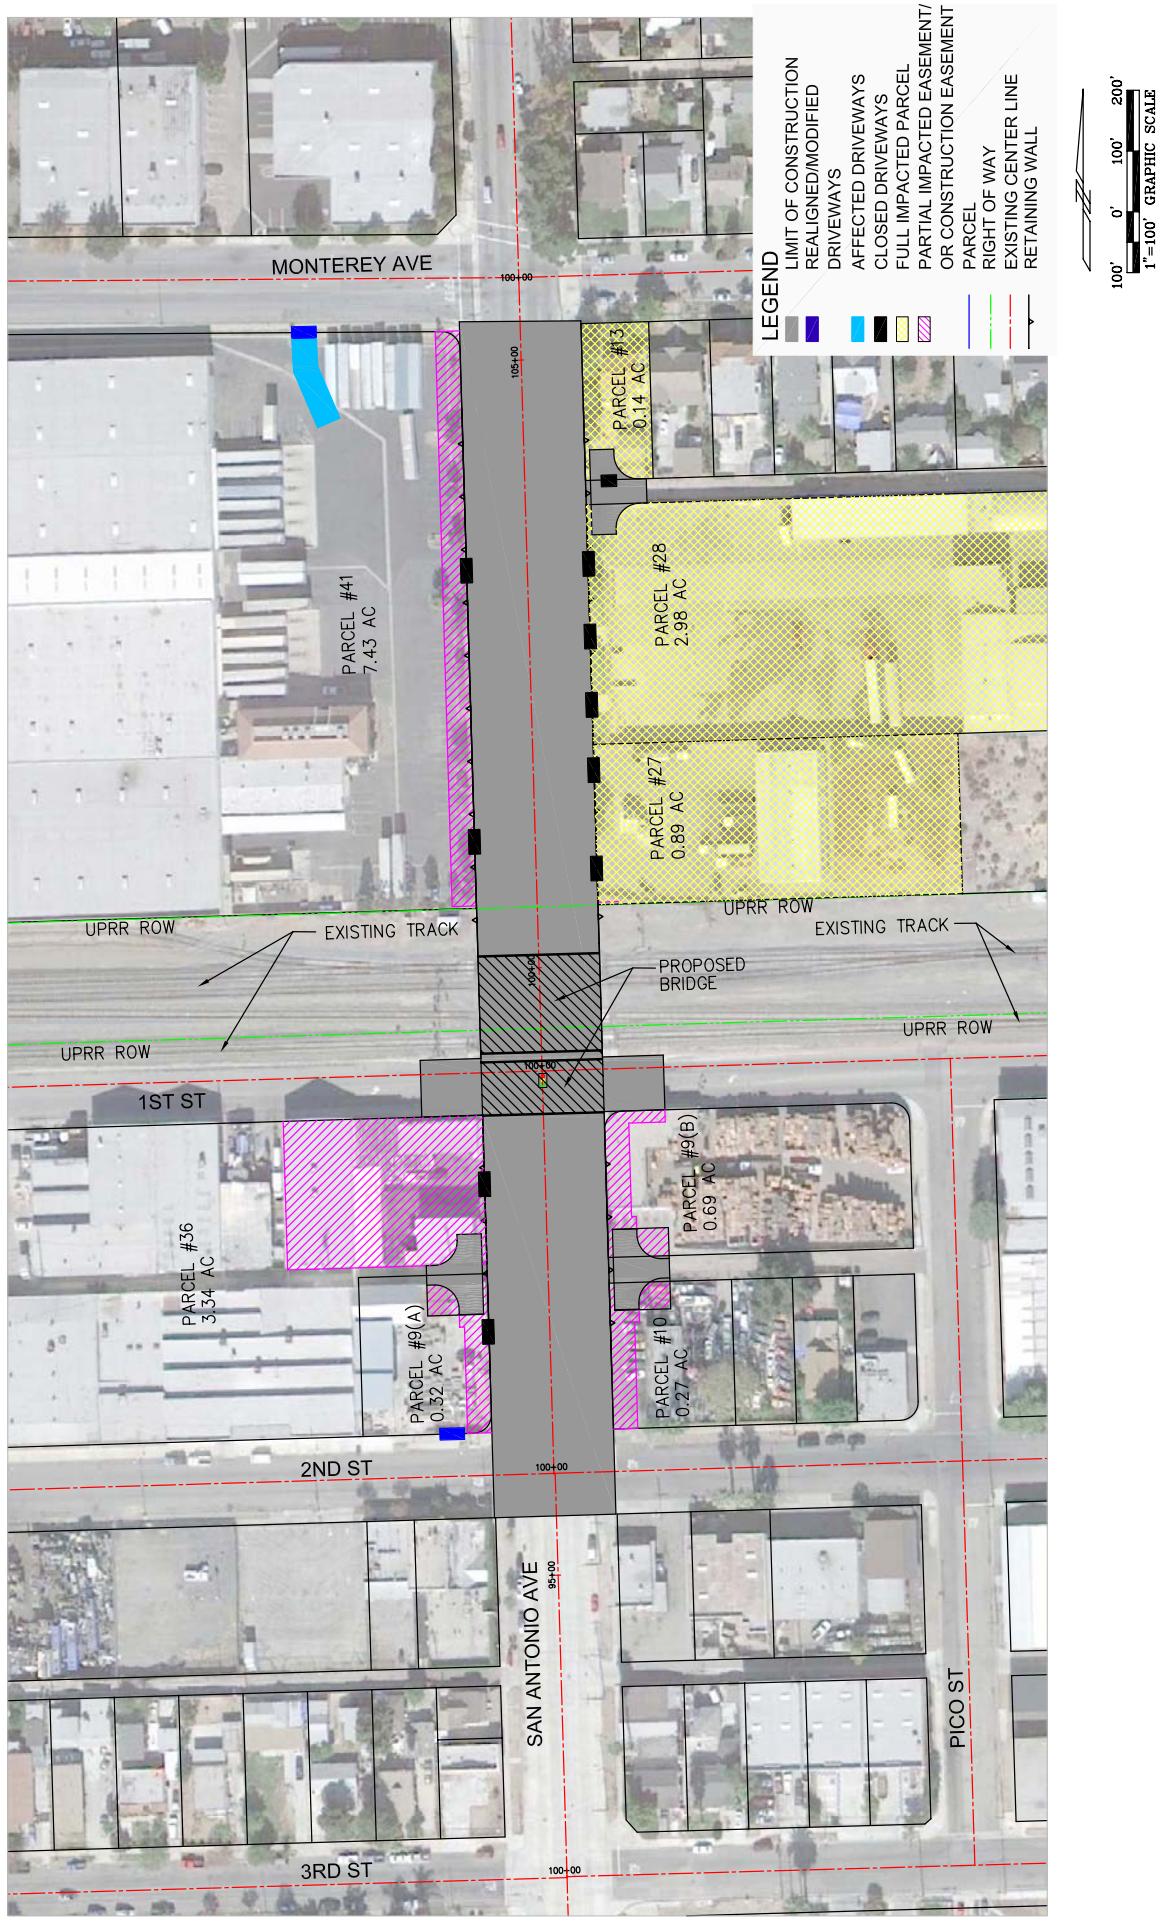 MONTEREY AVE
100+00
LEGEND
LIMIT OF CONSTRUCTION
REALIGNED/MODIFIED
DRIVEWAYS
AFFECTED DRIVEWAYS
CLOSED DRIVEWAYS
FULL IMPACTED PARCEL
PARTIAL IMPACTED EASEMENT/
OR CONSTRUCTION EASEMENT
PARCEL
RIGHT OF WAY
EXISTING CENTER LINE
RETAINING WALL
100' 0' 100' 200'
1"=100' GRAPHIC SCALE
105+00
PARCEL #13
0.14 AC
PARCEL #41
7.43 AC
PARCEL #28
2.98 AC
PARCEL #27
0.89 AC
UPRR ROW
EXISTING TRACK
UPRR ROW
EXISTING TRACK
100+00
PROPOSED
BRIDGE
UPRR ROW
UPRR ROW
100+00
1ST ST
PARCEL #36
3.34 AC
PARCEL #9(B)
0.69 AC
PARCEL #9(A)
0.32 AC
PARCEL #10
0.27 AC
2ND ST
100+00
SAN ANTONIO AVE
95+00
PICO ST
3RD ST
100+00